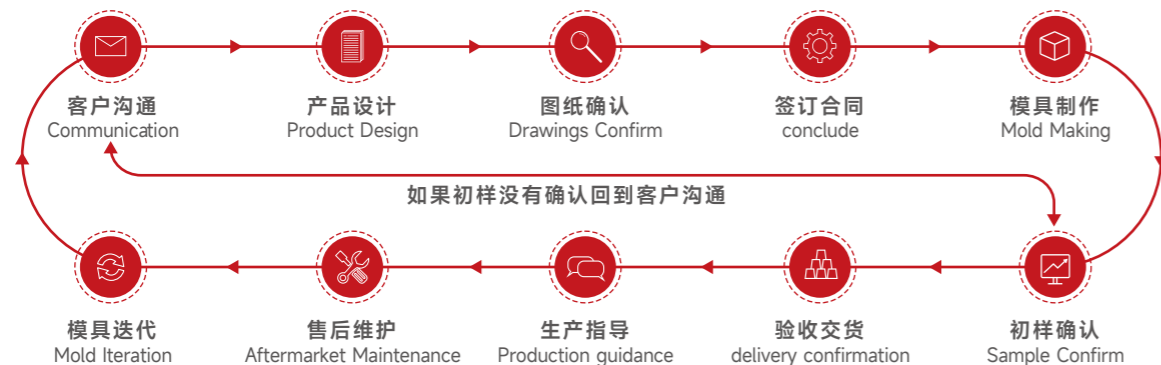 客户沟通
Communication
产品设计
Product Design
图纸确认
Drawings Confirm
签订合同
conclude
模具制作
Mold Making
如果初样没有确认回到客户沟通
模具迭代
Mold Iteration
售后维护
Aftermarket Maintenance
生产指导
Production guidance
验收交货
delivery confirmation
初样确认
Sample Confirm